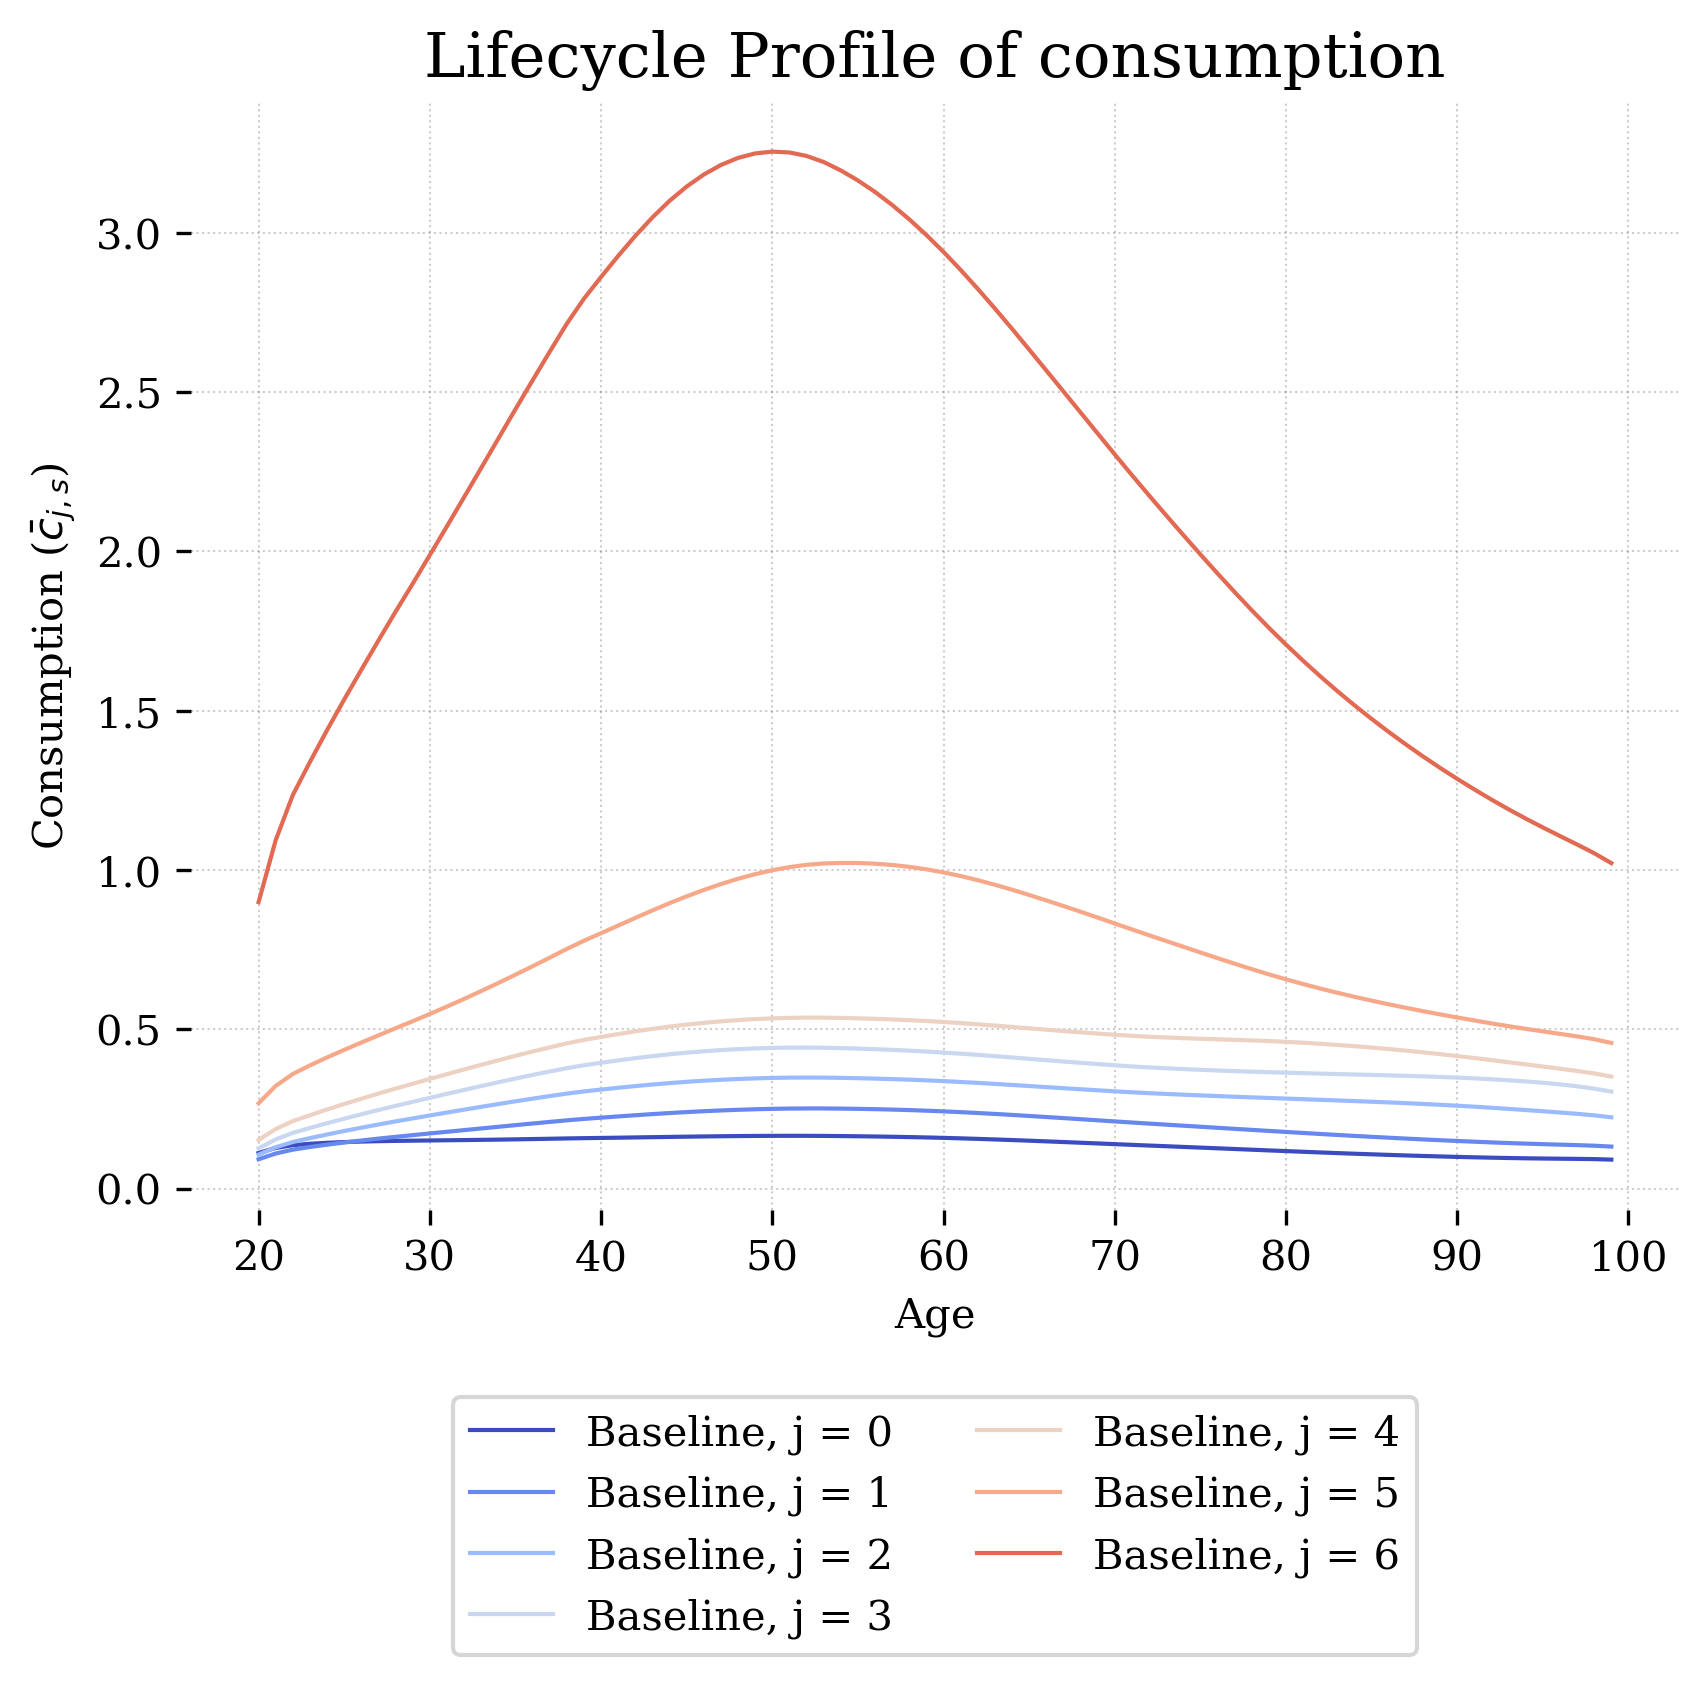 Lifecycle Profile of consumption
Consumption (c̄j,s)
3.0
2.5
2.0
1.5
1.0
0.5
0.0
20 30 40 50 60 70 80 90 100
Age
Baseline, j = 0
Baseline, j = 1
Baseline, j = 2
Baseline, j = 3
Baseline, j = 4
Baseline, j = 5
Baseline, j = 6